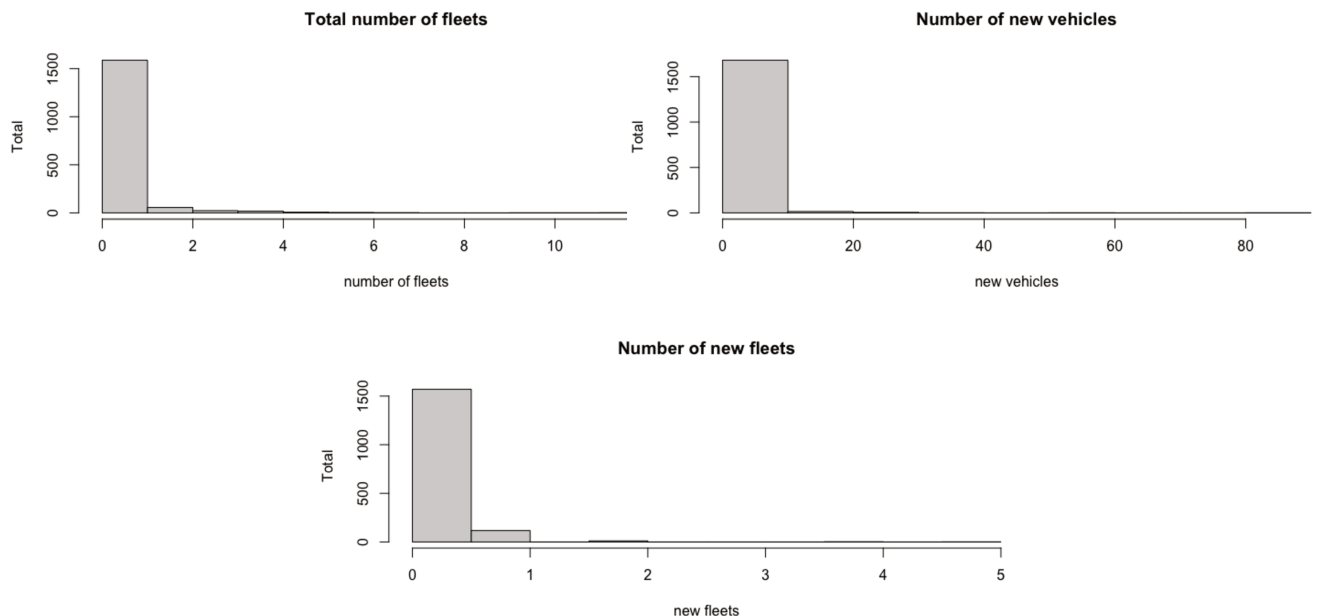 Total number of fleets
Total
1500
1000
500
0
0 2 4 6 8 10
number of fleets
Number of new vehicles
Total
1500
1000
500
0
0 20 40 60 80
new vehicles
Number of new fleets
Total
1500
1000
500
0
0 1 2 3 4 5
new fleets